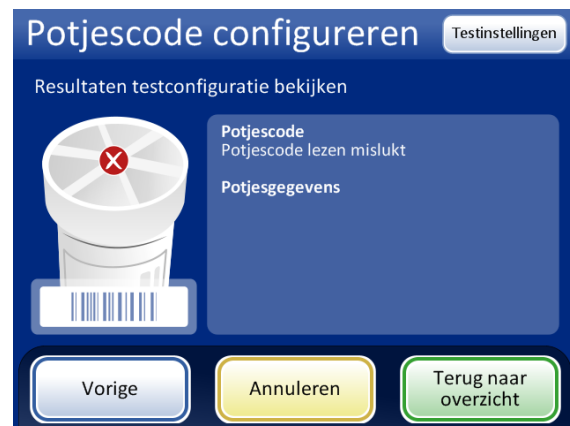 Potjescode configureren
Testinstellingen
Resultaten testconfiguratie bekijken
Potjescode
Potjescode lezen mislukt
Potjesgegevens
Vorige
Annuleren
Terug naar
overzicht